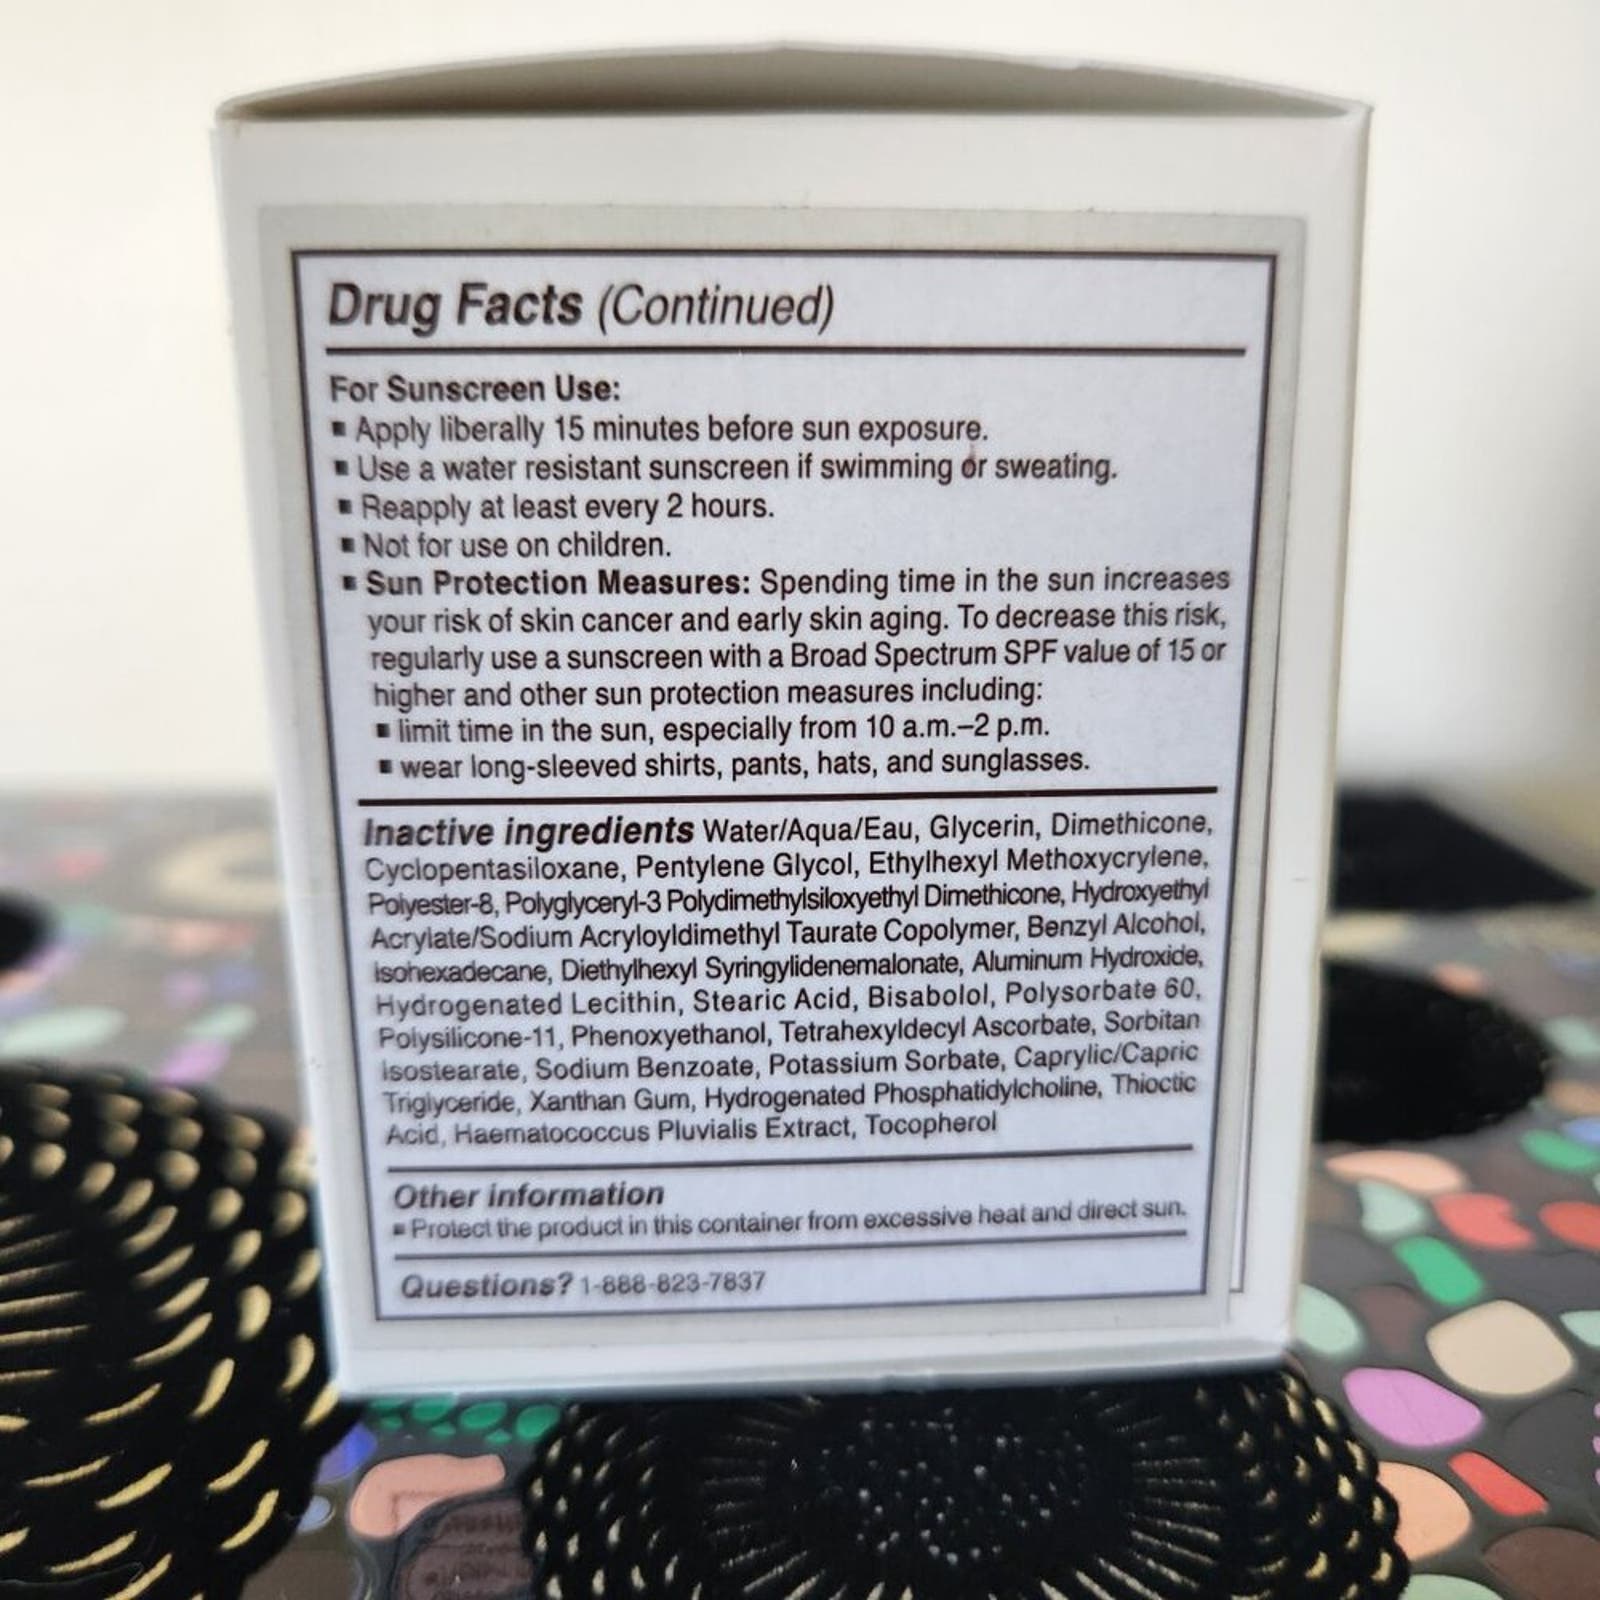 Drug Facts (Continued)
For Sunscreen Use:
▪ Apply liberally 15 minutes before sun exposure.
▪ Use a water resistant sunscreen if swimming or sweating.
▪ Reapply at least every 2 hours.
▪ Not for use on children.
▪ Sun Protection Measures: Spending time in the sun increases
your risk of skin cancer and early skin aging. To decrease this risk,
regularly use a sunscreen with a Broad Spectrum SPF value of 15 or
higher and other sun protection measures including:
▪ limit time in the sun, especially from 10 a.m.–2 p.m.
▪ wear long-sleeved shirts, pants, hats, and sunglasses.
Inactive ingredients Water/Aqua/Eau, Glycerin, Dimethicone,
Cyclopentasiloxane, Pentylene Glycol, Ethylhexyl Methoxycrylene,
Polyester-8, Polyglyceryl-3 Polydimethylsiloxyethyl Dimethicone, Hydroxyethyl
Acrylate/Sodium Acryloyldimethyl Taurate Copolymer, Benzyl Alcohol,
Isohexadecane, Diethylhexyl Syringylidenemalonate, Aluminum Hydroxide,
Hydrogenated Lecithin, Stearic Acid, Bisabolol, Polysorbate 60,
Polysilicone-11, Phenoxyethanol, Tetrahexyldecyl Ascorbate, Sorbitan
Isostearate, Sodium Benzoate, Potassium Sorbate, Caprylic/Capric
Triglyceride, Xanthan Gum, Hydrogenated Phosphatidylcholine, Thioctic
Acid, Haematococcus Pluvialis Extract, Tocopherol
Other information
▪ Protect the product in this container from excessive heat and direct sun.
Questions? 1-888-823-7837